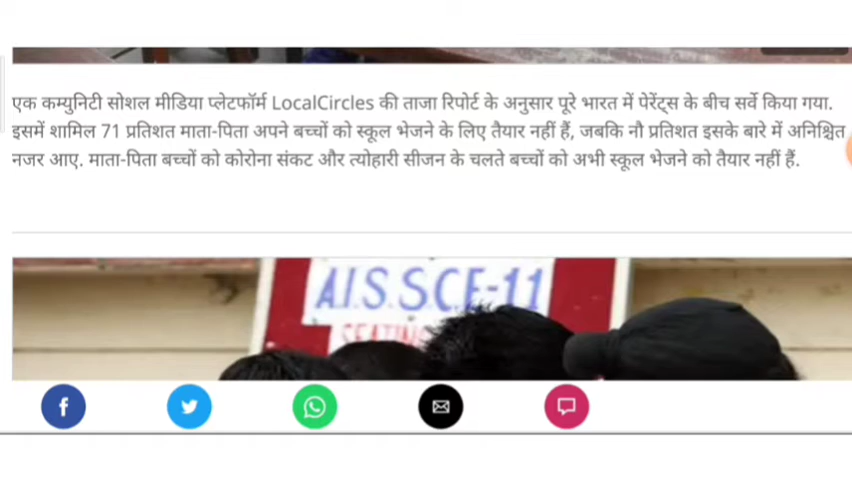 एक कम्युनिटी सोशल मीडिया प्लेटफॉर्म LocalCircles की ताजा रिपोर्ट के अनुसार पूरे भारत में पेरेंट्स के बीच सर्वे किया गया.
इसमें शामिल 71 प्रतिशत माता-पिता अपने बच्चों को स्कूल भेजने के लिए तैयार नहीं हैं, जबकि नौ प्रतिशत इसके बारे में अनिश्चित
नजर आए. माता-पिता बच्चों को कोरोना संकट और त्योहारी सीजन के चलते बच्चों को अभी स्कूल भेजने को तैयार नहीं हैं.
A.I.S.S.C.E-11